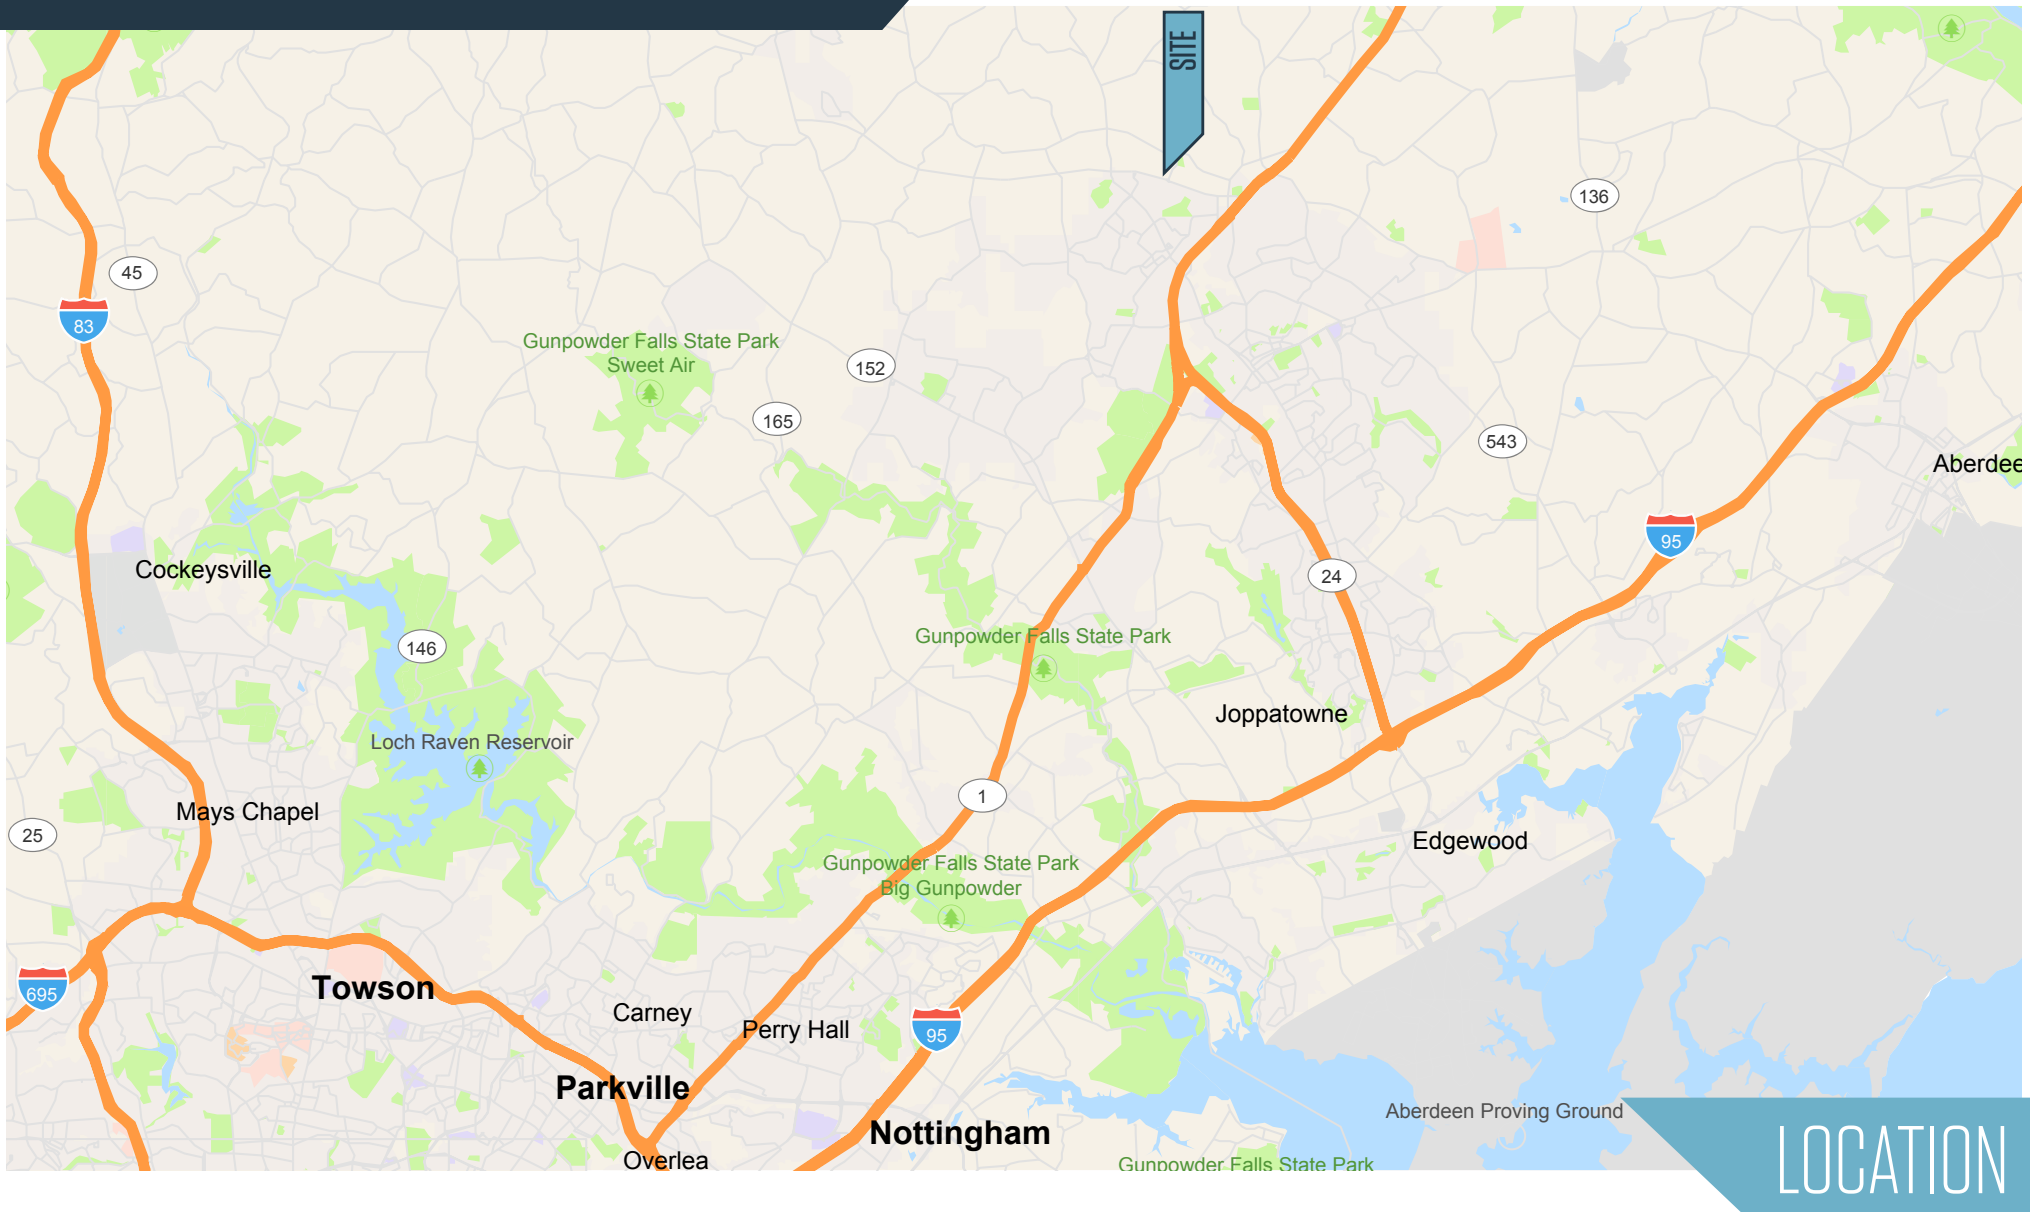 SITE
136
45
83
Gunpowder Falls State Park
Sweet Air
152
165
543
Aberdee
95
Cockeysville
24
146
Gunpowder Falls State Park
Joppatowne
Loch Raven Reservoir
1
Mays Chapel
25
Edgewood
Gunpowder Falls State Park
Big Gunpowder
Towson
695
Carney
Perry Hall
95
Parkville
Aberdeen Proving Ground
Nottingham
Overlea
Gunpowder Falls State Park
LOCATION